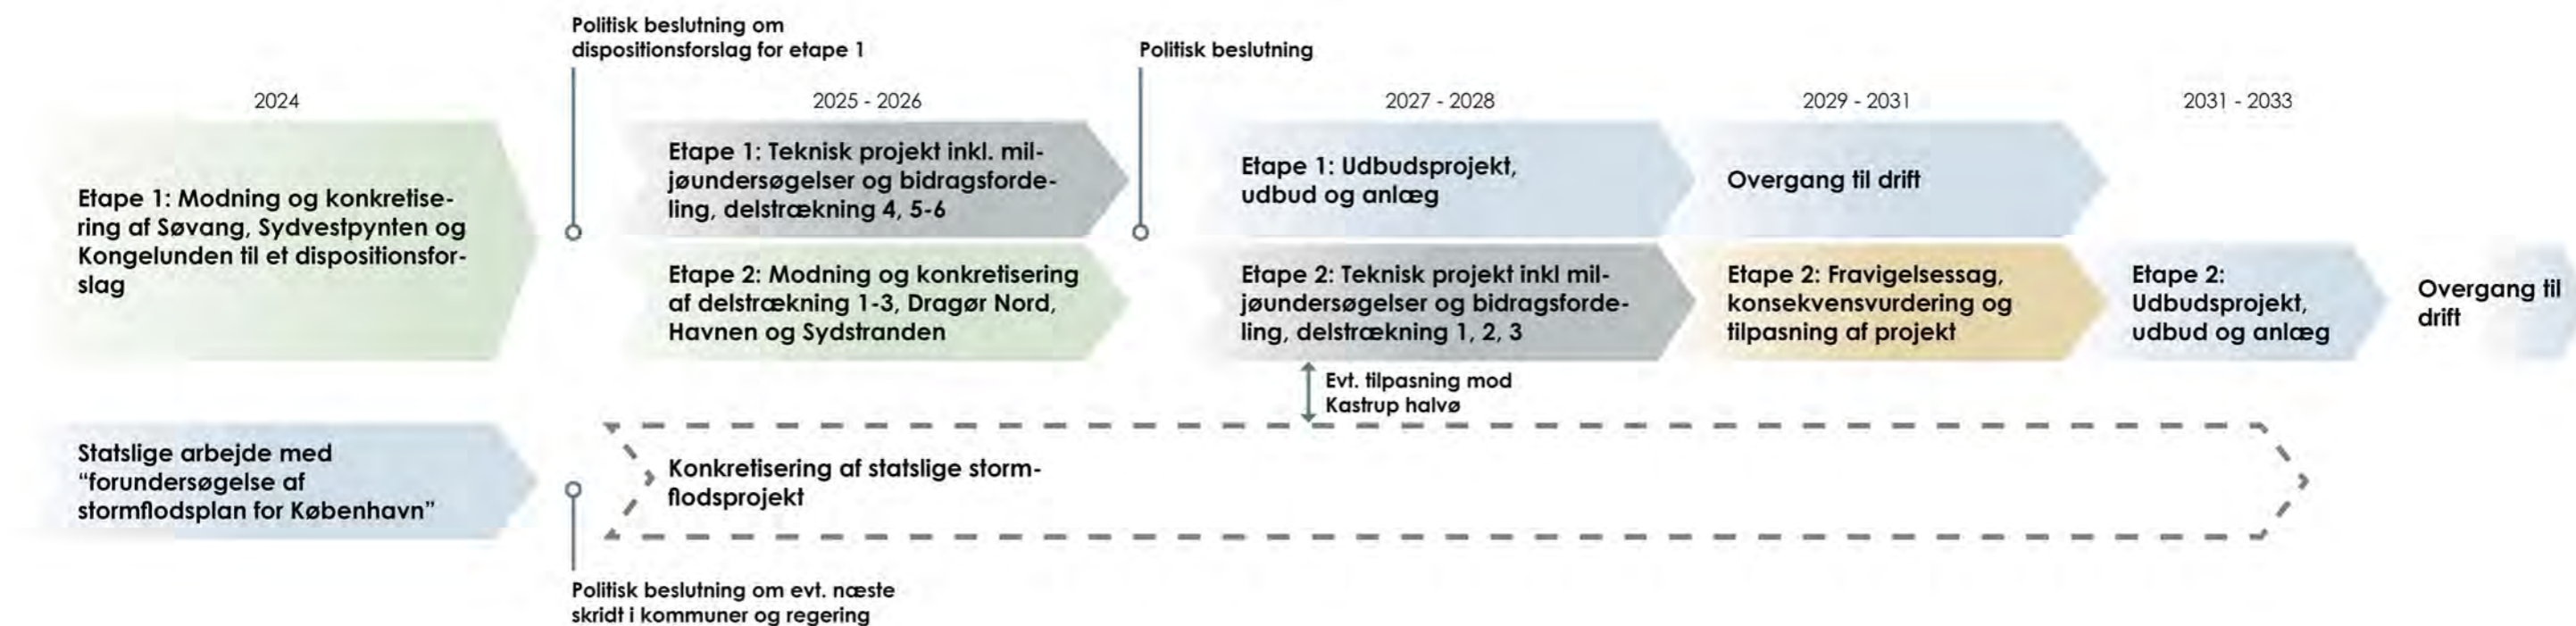 Politisk beslutning om
dispositionsforslag for etape 1
Politisk beslutning
2024
2025 - 2026
2027 - 2028
2029 - 2031
2031 - 2033
Etape 1: Modning og konkretise-
ring af Søvang, Sydvestpynten og
Kongelunden til et dispositionsfor-
slag
Etape 1: Teknisk projekt inkl. mil-
jøundersøgelser og bidragsforde-
ling, delstrækning 4, 5-6
Etape 1: Udbudsprojekt,
udbud og anlæg
Overgang til drift
Etape 2: Modning og konkretisering
af delstrækning 1-3, Dragør Nord,
Havnen og Sydstranden
Etape 2: Teknisk projekt inkl mil-
jøundersøgelser og bidragsforde-
ling, delstrækning 1, 2, 3
Etape 2: Fravigelsessag,
konsekvensvurdering og
tilpasning af projekt
Etape 2:
Udbudsprojekt,
udbud og anlæg
Overgang til
drift
Evt. tilpasning mod
Kastrup halvø
Statslige arbejde med
“forundersøgelse af
stormflodsplan for København”
Konkretisering af statslige storm-
flodsprojekt
Politisk beslutning om evt. næste
skridt i kommuner og regering